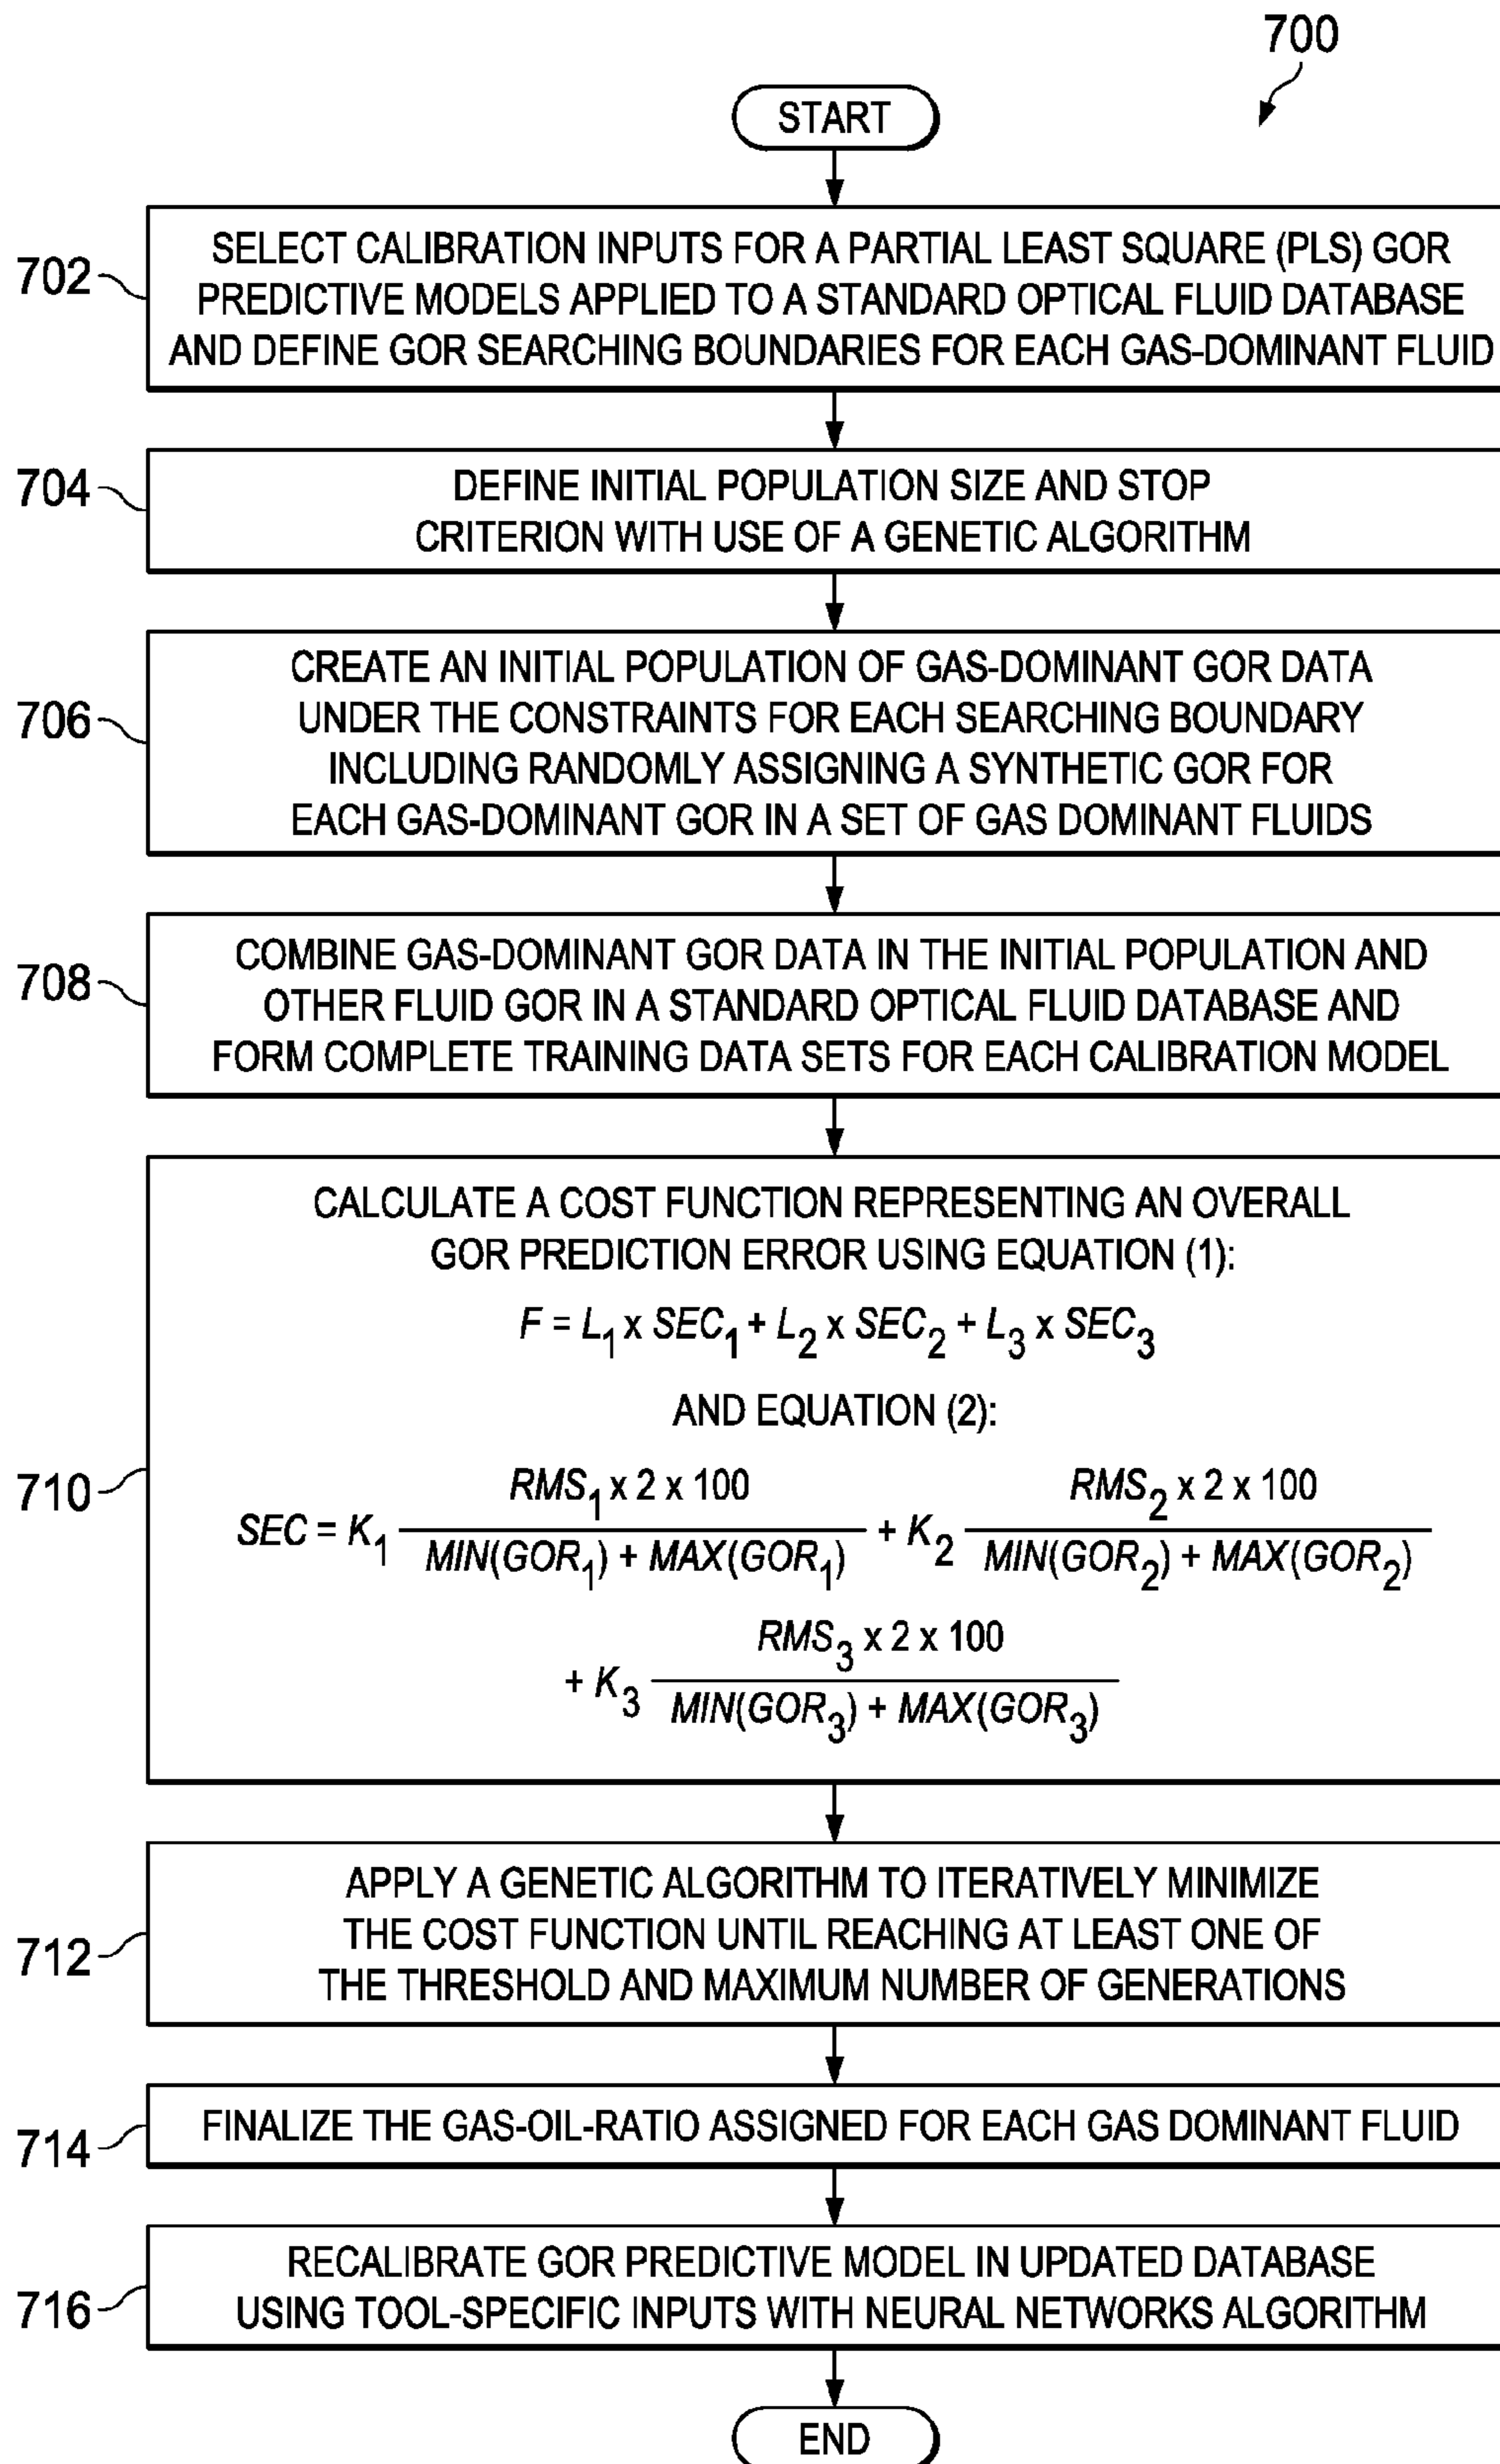 700
START
702
SELECT CALIBRATION INPUTS FOR A PARTIAL LEAST SQUARE (PLS) GOR
PREDICTIVE MODELS APPLIED TO A STANDARD OPTICAL FLUID DATABASE
AND DEFINE GOR SEARCHING BOUNDARIES FOR EACH GAS-DOMINANT FLUID
704
DEFINE INITIAL POPULATION SIZE AND STOP
CRITERION WITH USE OF A GENETIC ALGORITHM
706
CREATE AN INITIAL POPULATION OF GAS-DOMINANT GOR DATA
UNDER THE CONSTRAINTS FOR EACH SEARCHING BOUNDARY
INCLUDING RANDOMLY ASSIGNING A SYNTHETIC GOR FOR
EACH GAS-DOMINANT GOR IN A SET OF GAS DOMINANT FLUIDS
708
COMBINE GAS-DOMINANT GOR DATA IN THE INITIAL POPULATION AND
OTHER FLUID GOR IN A STANDARD OPTICAL FLUID DATABASE AND
FORM COMPLETE TRAINING DATA SETS FOR EACH CALIBRATION MODEL
710
CALCULATE A COST FUNCTION REPRESENTING AN OVERALL
GOR PREDICTION ERROR USING EQUATION (1):
F = L₁ x SEC₁ + L₂ x SEC₂ + L₃ x SEC₃
AND EQUATION (2):
RMS₁ x 2 x 100 RMS₂ x 2 x 100
SEC = K₁ + K₂
MIN(GOR₁) + MAX(GOR₁) MIN(GOR₂) + MAX(GOR₂)
RMS₃ x 2 x 100
+ K₃
MIN(GOR₃) + MAX(GOR₃)
712
APPLY A GENETIC ALGORITHM TO ITERATIVELY MINIMIZE
THE COST FUNCTION UNTIL REACHING AT LEAST ONE OF
THE THRESHOLD AND MAXIMUM NUMBER OF GENERATIONS
714
FINALIZE THE GAS-OIL-RATIO ASSIGNED FOR EACH GAS DOMINANT FLUID
716
RECALIBRATE GOR PREDICTIVE MODEL IN UPDATED DATABASE
USING TOOL-SPECIFIC INPUTS WITH NEURAL NETWORKS ALGORITHM
END